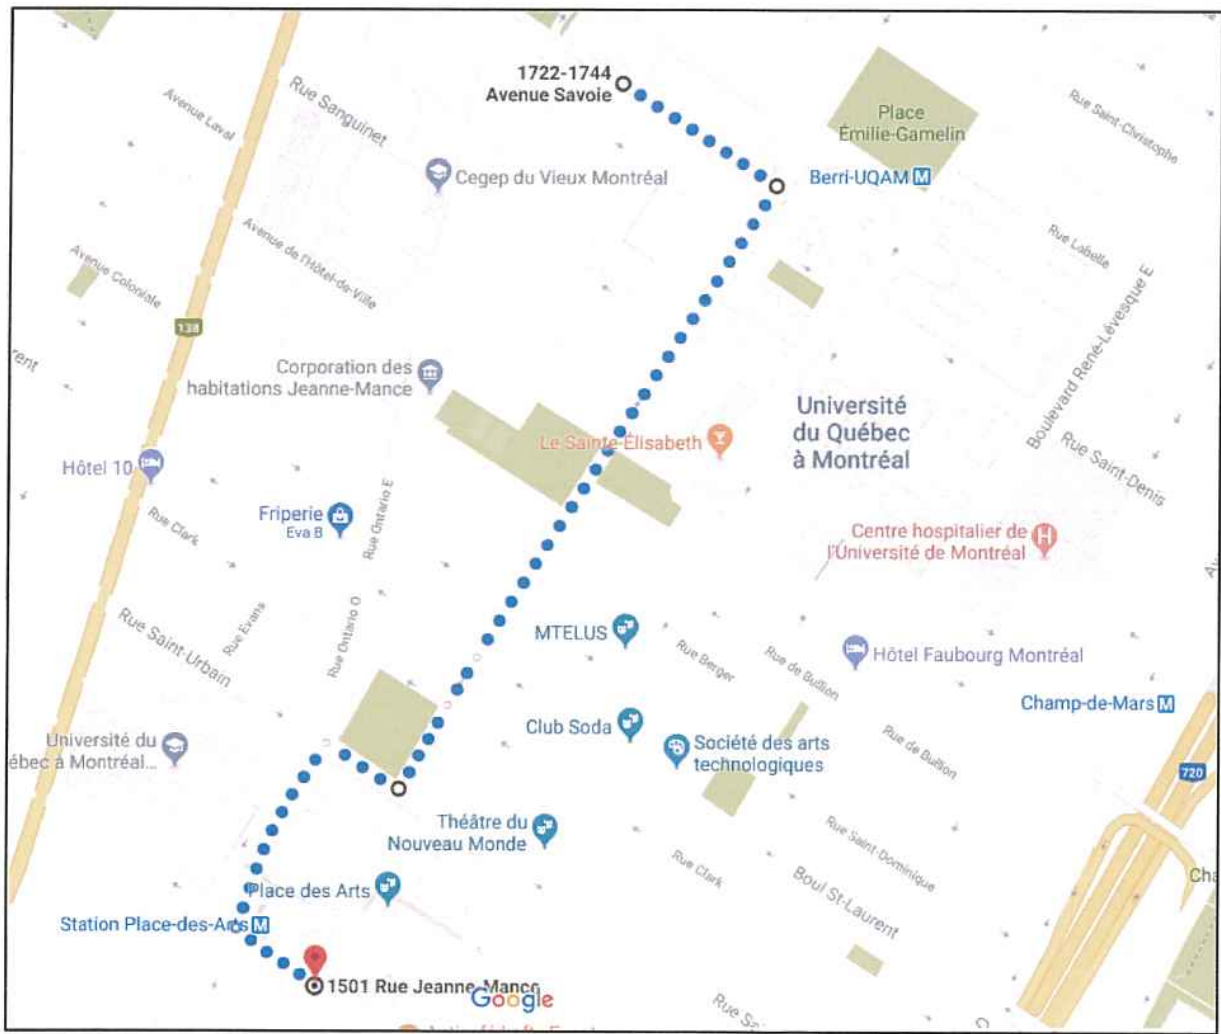 1722-1744
Avenue Savoie
Place
Émilie-Gamelin
Rue Saint-Christophe
Avenue Laval
Rue Sanguinet
Cegep du Vieux Montréal
Berri-UQAM M
Rue Labelle
Avenue de l'Hôtel-de-Ville
Avenue Coloniale
Boulevard René-Lévesque E
138
rent
Corporation des
habitations Jeanne-Mance
Université
du Québec
à Montréal
Le Sainte-Élisabeth
Rue Saint-Denis
Hôtel 10
Rue Clark
Friperie
Eva B
Rue Ontario E
Centre hospitalier de
l'Université de Montréal
H
Av
Rue Saint-Urbain
Rue Evans
Rue Ontario O
MTELUS
Rue Berger
Rue de Bullion
Hôtel Faubourg Montréal
Champ-de-Mars M
Club Soda
Société des arts
technologiques
Rue de Bullion
Université du
ébec à Montréal...
720
Théâtre du
Nouveau Monde
Rue Clark
Rue Saint-Dominique
Boul St-Laurent
Cha
Place des Arts
Station Place-des-Arts M
1501 Rue Jeanne-Mance
Google
Rue Sa